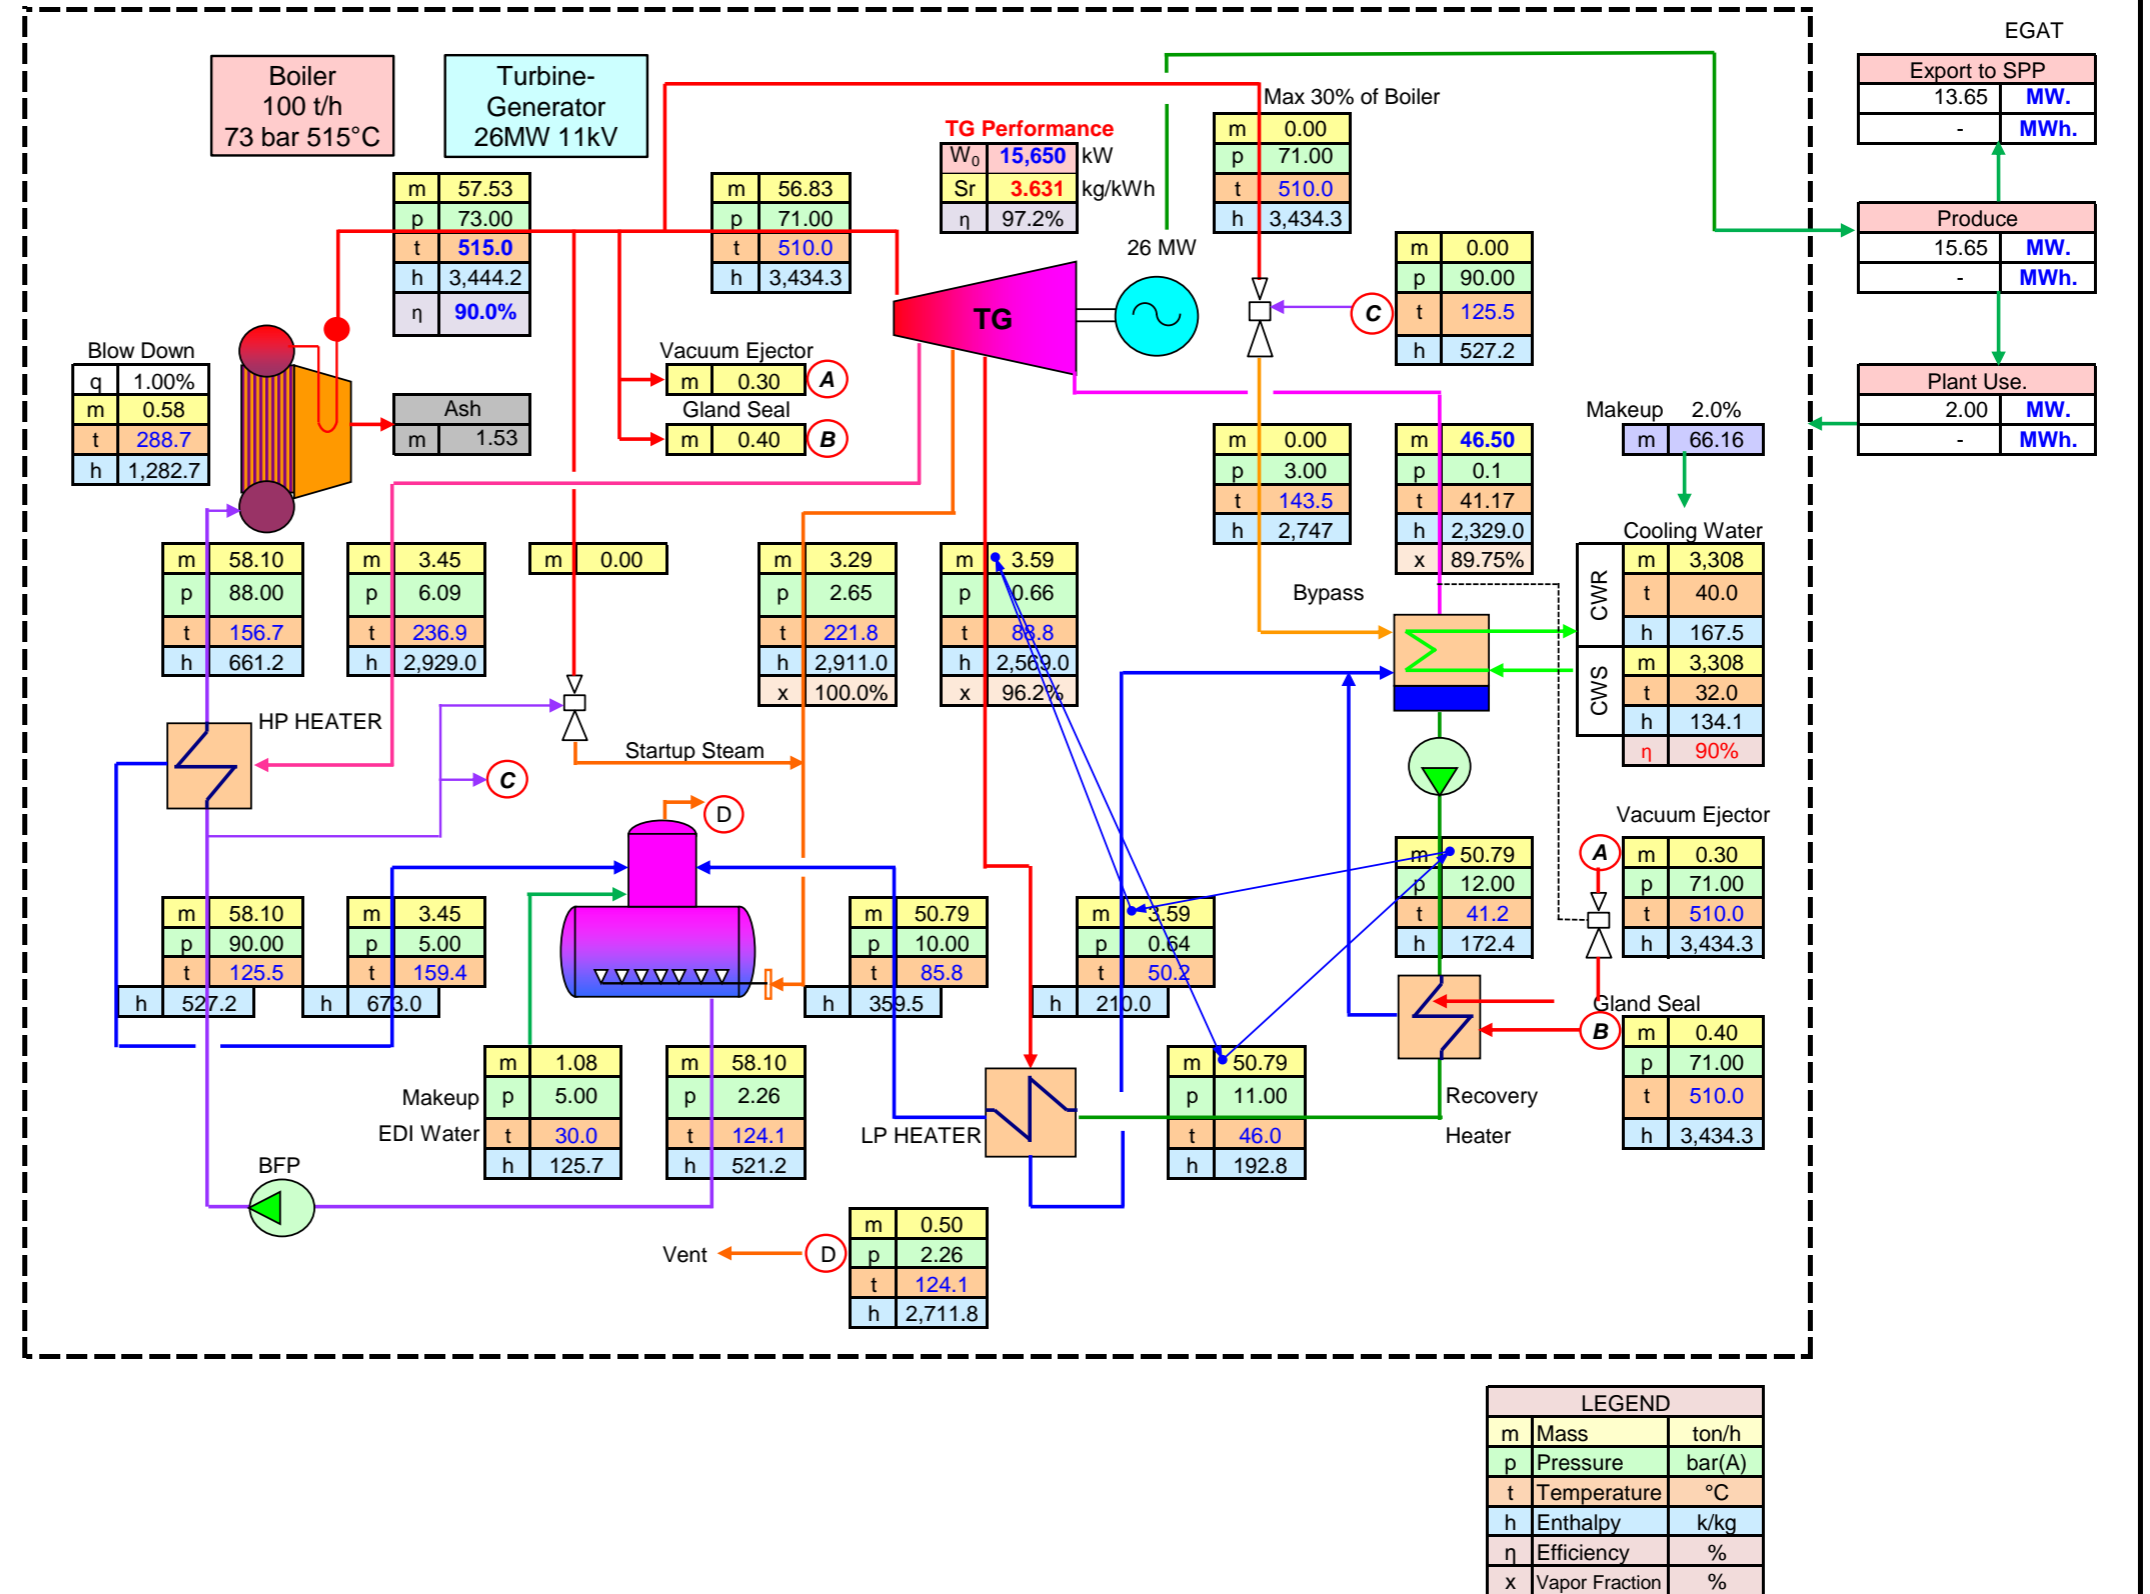 EGAT
Export to SPP
13.65 MW.
- MWh.
Produce
15.65 MW.
- MWh.
Plant Use.
2.00 MW.
- MWh.
Boiler
100 t/h
73 bar 515°C
Turbine-
Generator
26MW 11kV
TG Performance
W₀ 15,650 kW
Sr 3.631 kg/kWh
η 97.2%
Max 30% of Boiler
m 0.00
p 71.00
t 510.0
h 3,434.3
m 57.53
p 73.00
t 515.0
h 3,444.2
η 90.0%
m 56.83
p 71.00
t 510.0
h 3,434.3
26 MW
TG
m 0.00
p 90.00
t 125.5
h 527.2
C
Blow Down
q 1.00%
m 0.58
t 288.7
h 1,282.7
Ash
m 1.53
Vacuum Ejector
m 0.30 A
Gland Seal
m 0.40 B
m 0.00
p 3.00
t 143.5
h 2,747
m 46.50
p 0.1
t 41.17
h 2,329.0
x 89.75%
Makeup 2.0%
m 66.16
Cooling Water
CWR
m 3,308
t 40.0
h 167.5
CWS
m 3,308
t 32.0
h 134.1
η 90%
m 58.10
p 88.00
t 156.7
h 661.2
m 3.45
p 6.09
t 236.9
h 2,929.0
m 0.00
m 3.29
p 2.65
t 221.8
h 2,911.0
x 100.0%
m 3.59
p 0.66
t 88.8
h 2,569.0
x 96.2%
Bypass
HP HEATER
Startup Steam
C
D
Vacuum Ejector
A
m 0.30
p 71.00
t 510.0
h 3,434.3
m 50.79
p 12.00
t 41.2
h 172.4
m 58.10
p 90.00
t 125.5
h 527.2
m 3.45
p 5.00
t 159.4
h 673.0
m 50.79
p 10.00
t 85.8
h 359.5
m 3.59
p 0.64
t 50.2
h 210.0
Gland Seal
B
m 0.40
p 71.00
t 510.0
h 3,434.3
Makeup
EDI Water
m 1.08
p 5.00
t 30.0
h 125.7
m 58.10
p 2.26
t 124.1
h 521.2
LP HEATER
m 50.79
p 11.00
t 46.0
h 192.8
Recovery
Heater
BFP
Vent
D
m 0.50
p 2.26
t 124.1
h 2,711.8
LEGEND
m Mass ton/h
p Pressure bar(A)
t Temperature °C
h Enthalpy k/kg
η Efficiency %
x Vapor Fraction %